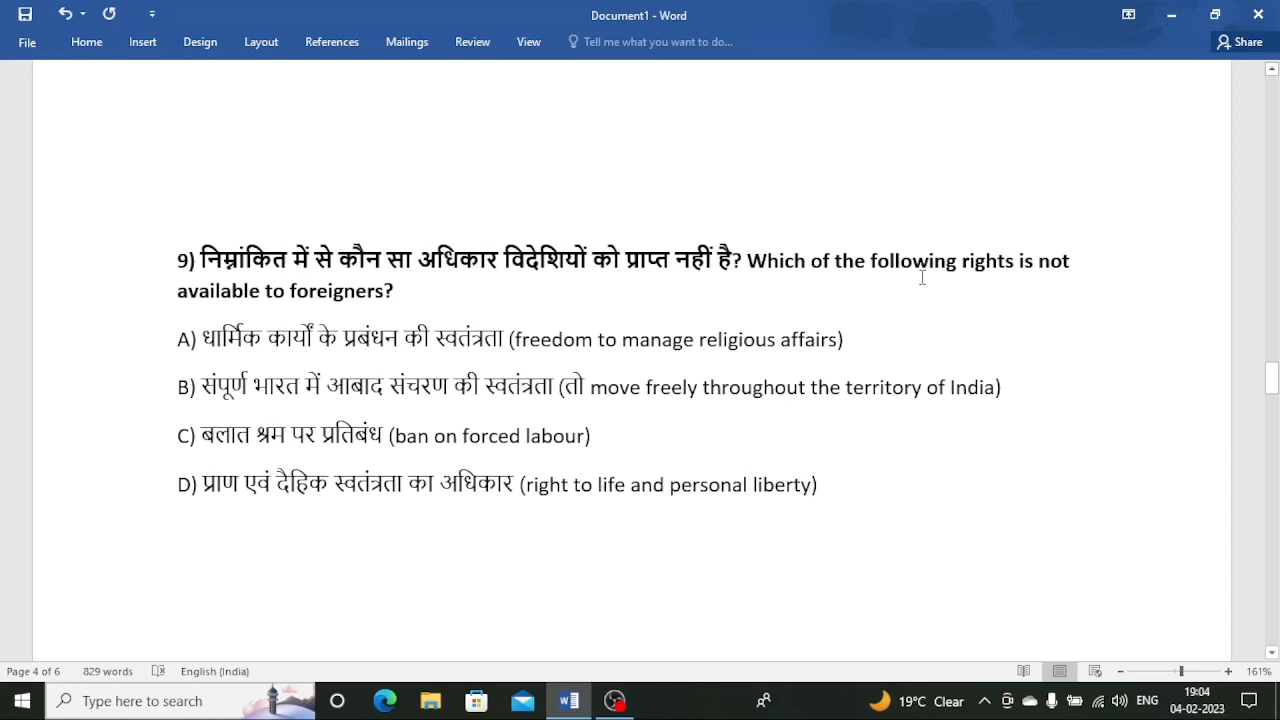 Document1 - Word
File Home Insert Design Layout References Mailings Review View Tell me what you want to do... Share
9) निम्नांकित में से कौन सा अधिकार विदेशियों को प्राप्त नहीं है? Which of the following rights is not
available to foreigners?
A) धार्मिक कार्यों के प्रबंधन की स्वतंत्रता (freedom to manage religious affairs)
B) संपूर्ण भारत में आबाद संचरण की स्वतंत्रता (तो move freely throughout the territory of India)
C) बलात श्रम पर प्रतिबंध (ban on forced labour)
D) प्राण एवं दैहिक स्वतंत्रता का अधिकार (right to life and personal liberty)
Page 4 of 6 829 words English (India) 161%
Type here to search 19°C Clear ENG 19:04
04-02-2023